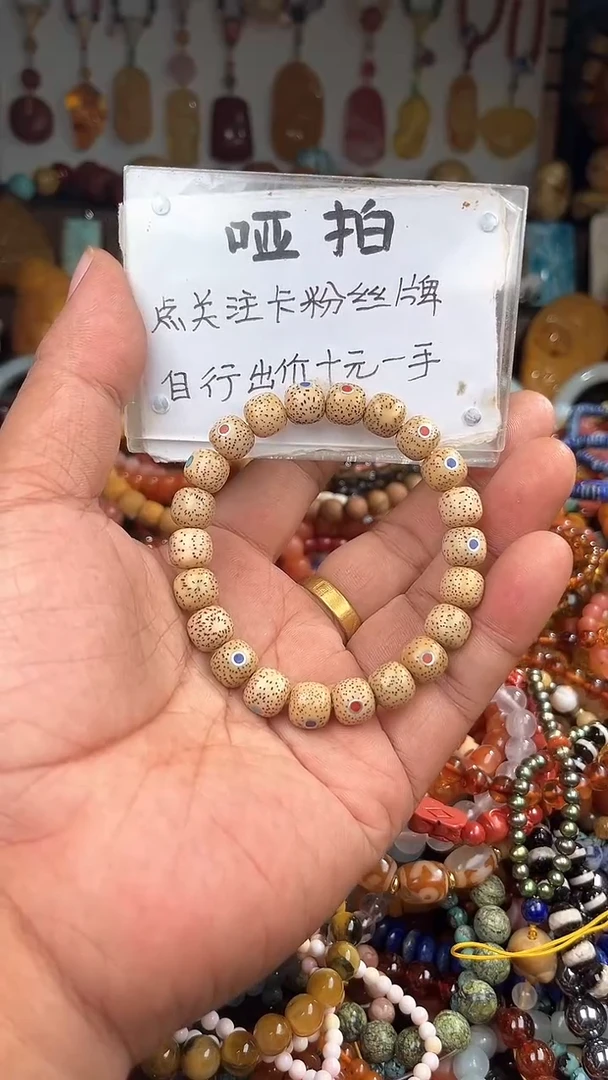 哑拍
点关注卡粉丝牌
自行出价十元一手